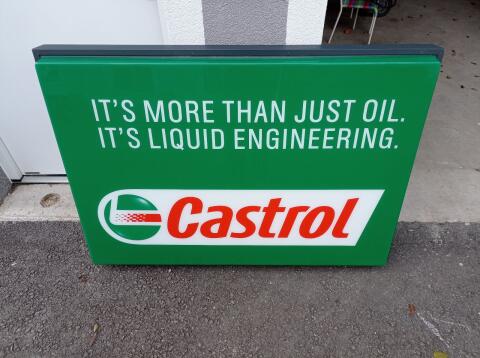 IT'S MORE THAN JUST OIL.
IT'S LIQUID ENGINEERING.
Castrol